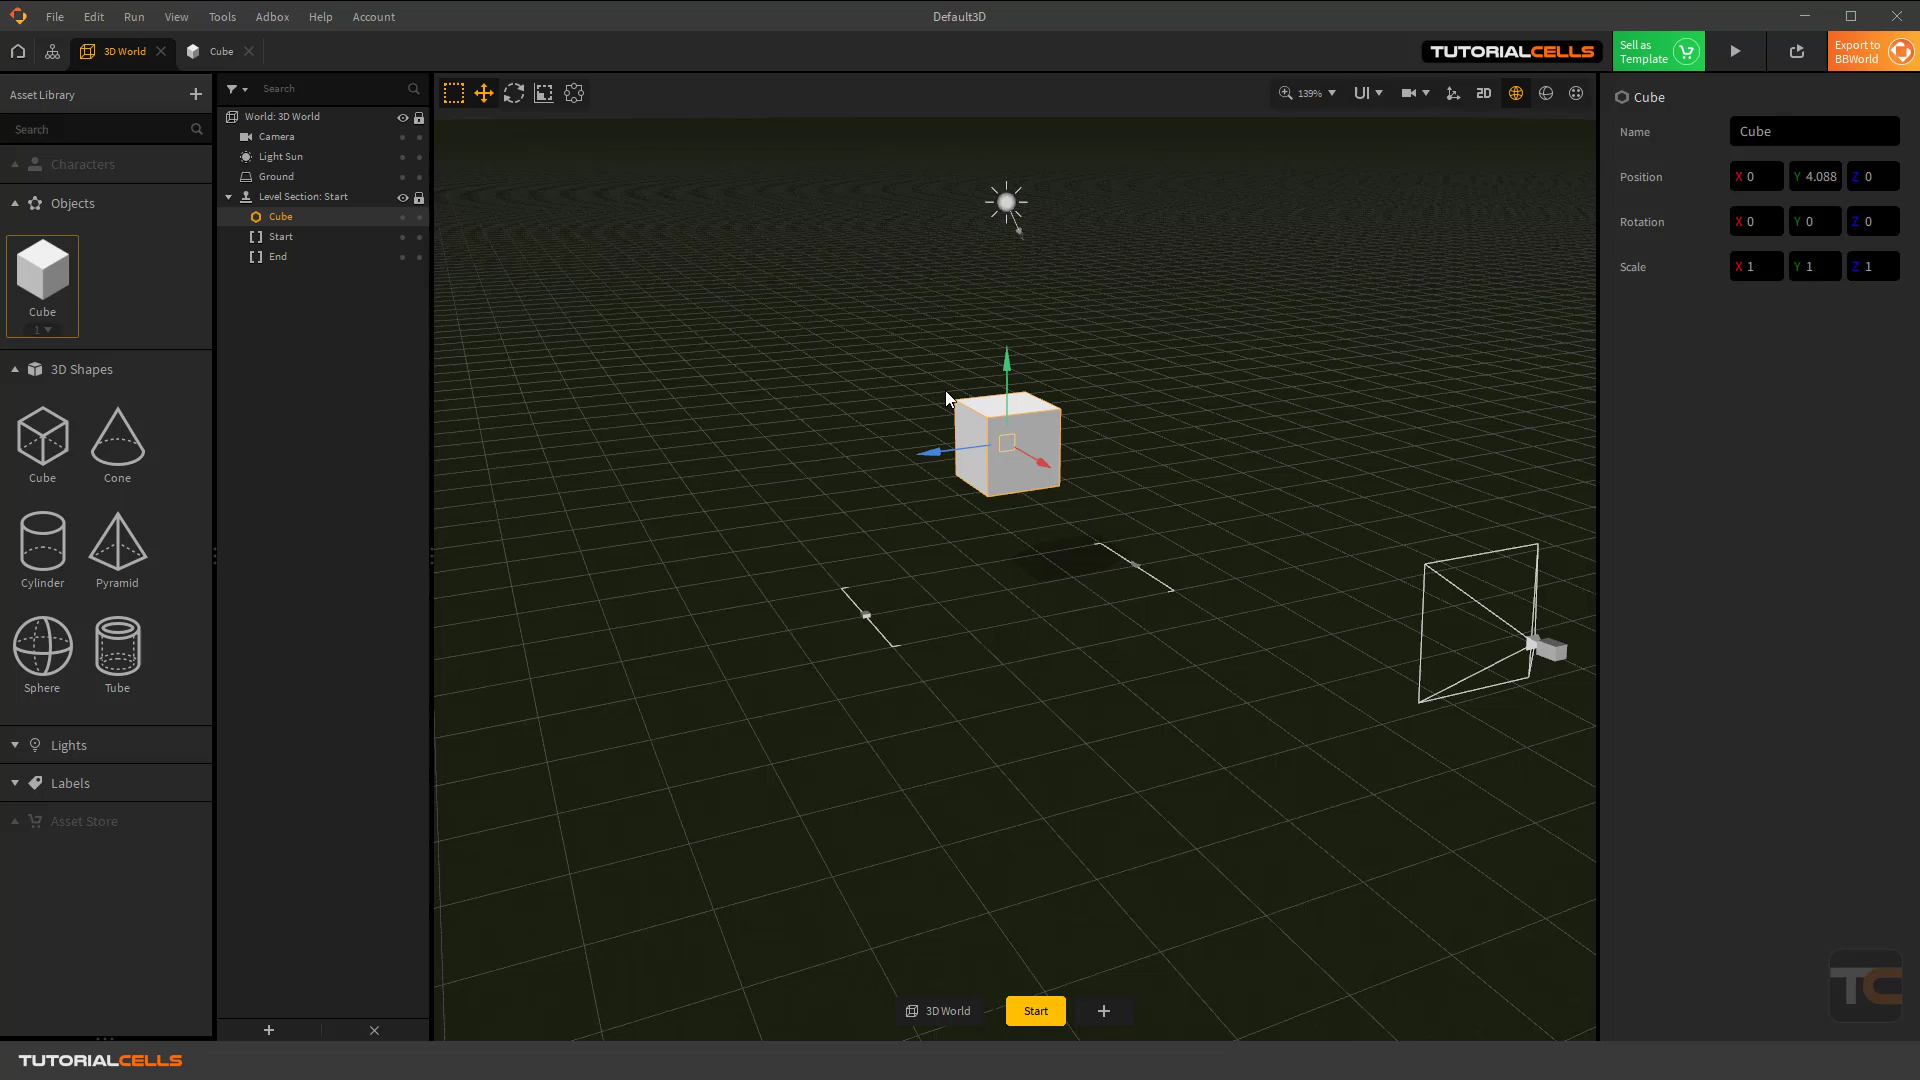 File Edit Run View Tools Adbox Help Account
Default3D
3D World
Cube
TUTORIALCELLS
Sell as
Template
Export to
BBWorld
Asset Library
Search
Characters
Objects
Cube
1
3D Shapes
Cube
Cone
Cylinder
Pyramid
Sphere
Tube
Lights
Labels
Asset Store
Search
World: 3D World
Camera
Light Sun
Ground
Level Section: Start
Cube
Start
End
139%
UI
2D
3D World
Start
Cube
Name
Cube
Position
X 0
Y 4.088
Z 0
Rotation
X 0
Y 0
Z 0
Scale
X 1
Y 1
Z 1
TC
TUTORIALCELLS